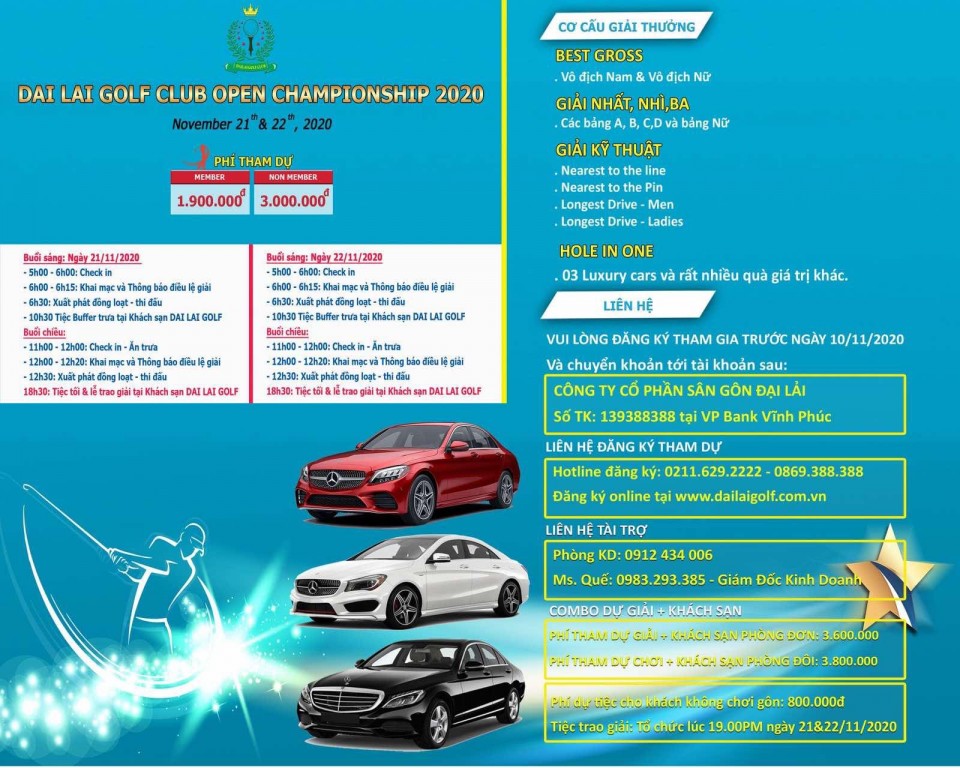 DAI LAI GOLF CLUB OPEN CHAMPIONSHIP 2020
November 21th & 22th, 2020
PHÍ THAM DỰ
MEMBER
NON MEMBER
1.900.000đ
3.000.000đ
Buổi sáng: Ngày 21/11/2020
- 5h00 - 6h00: Check in
- 6h00 - 6h15: Khai mạc và Thông báo điều lệ giải
- 6h30: Xuất phát đồng loạt - thi đấu
- 10h30 Tiệc Buffer trưa tại Khách sạn DAI LAI GOLF
Buổi chiều:
- 11h00 - 12h00: Check in - Ăn trưa
- 12h00 - 12h20: Khai mạc và Thông báo điều lệ giải
- 12h30: Xuất phát đồng loạt - thi đấu
18h30: Tiệc tối & lễ trao giải tại Khách sạn DAI LAI GOLF
Buổi sáng: Ngày 22/11/2020
- 5h00 - 6h00: Check in
- 6h00 - 6h15: Khai mạc và Thông báo điều lệ giải
- 6h30: Xuất phát đồng loạt - thi đấu
- 10h30 Tiệc Buffer trưa tại Khách sạn DAI LAI GOLF
Buổi chiều:
- 11h00 - 12h00: Check in - Ăn trưa
- 12h00 - 12h20: Khai mạc và Thông báo điều lệ giải
- 12h30: Xuất phát đồng loạt - thi đấu
18h30: Tiệc tối & lễ trao giải tại Khách sạn DAI LAI GOLF
CƠ CẤU GIẢI THƯỞNG
BEST GROSS
. Vô địch Nam & Vô địch Nữ
GIẢI NHẤT, NHÌ,BA
. Các bảng A, B, C,D và bảng Nữ
GIẢI KỸ THUẬT
. Nearest to the line
. Nearest to the Pin
. Longest Drive - Men
. Longest Drive - Ladies
HOLE IN ONE
. 03 Luxury cars và rất nhiều quà giá trị khác.
LIÊN HỆ
VUI LÒNG ĐĂNG KÝ THAM GIA TRƯỚC NGÀY 10/11/2020
Và chuyển khoản tới tài khoản sau:
CÔNG TY CỔ PHẦN SÂN GÔN ĐẠI LẢI
Số TK: 139388388 tại VP Bank Vĩnh Phúc
LIÊN HỆ ĐĂNG KÝ THAM DỰ
Hotline đăng ký: 0211.629.2222 - 0869.388.388
Đăng ký online tại www.dailaigolf.com.vn
LIÊN HỆ TÀI TRỢ
Phòng KD: 0912 434 006
Ms. Quế: 0983.293.385 - Giám Đốc Kinh Doanh
COMBO DỰ GIẢI + KHÁCH SẠN
PHÍ THAM DỰ GIẢI + KHÁCH SẠN PHÒNG ĐƠN: 3.600.000
PHÍ THAM DỰ CHƠI + KHÁCH SẠN PHÒNG ĐÔI: 3.800.000
Phí dự tiệc cho khách không chơi gôn: 800.000đ
Tiệc trao giải: Tổ chức lúc 19.00PM ngày 21&22/11/2020